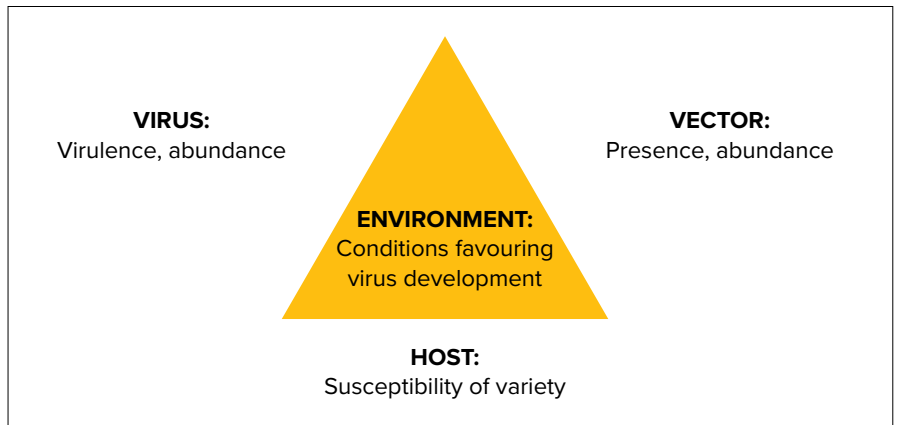 VIRUS:
Virulence, abundance
VECTOR:
Presence, abundance
ENVIRONMENT:
Conditions favouring
virus development
HOST:
Susceptibility of variety